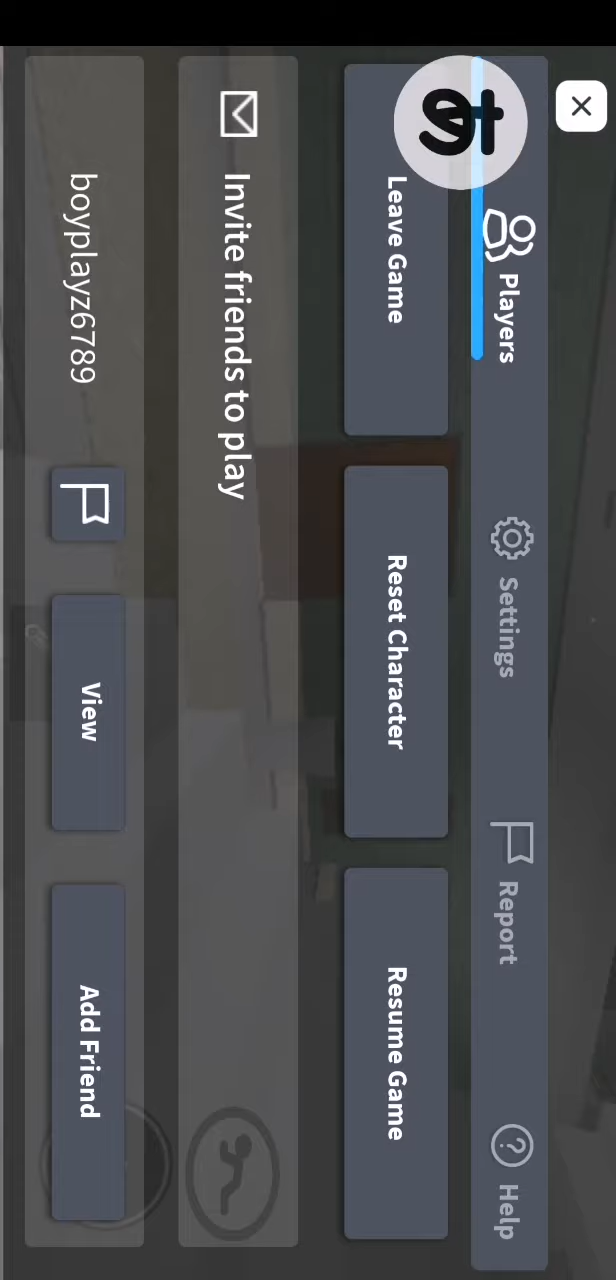 Players
Settings
Report
Help
Leave Game
Reset Character
Resume Game
Invite friends to play
boyplayz6789
View
Add Friend